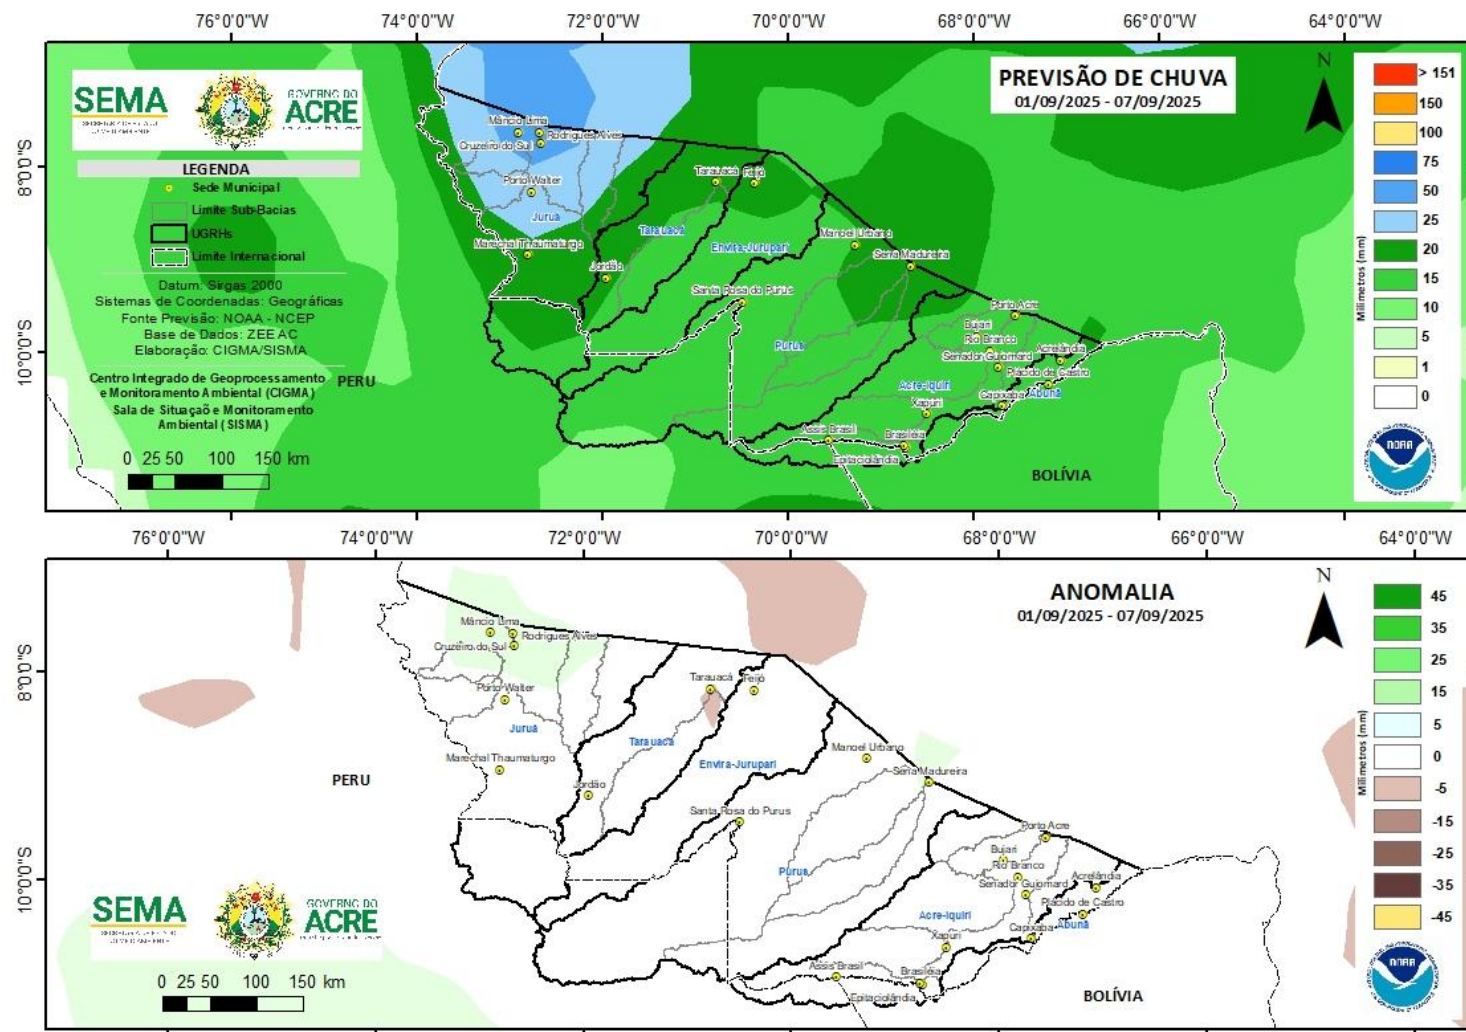 76°0'0"W 74°0'0"W 72°0'0"W 70°0'0"W 68°0'0"W 66°0'0"W 64°0'0"W
SEMA
GOVERNO DO
ACRE
LEGENDA
Sede Municipal
Limite Sub-Bacias
UGRHs
Limite Internacional
Datum: Sirgas 2000
Sistemas de Coordenadas: Geográficas
Fonte Previsão: NOAA - NCEP
Base de Dados: ZEEAC
Elaboração: CIGMA/SISMA
Centro Integrado de Geoprocessamento
e Monitoramento Ambiental (CIGMA)
Sala de Situaçaõ e Monitoramento
Ambiental (SISMA)
0 25 50 100 150 km
8°0'0"S
10°0'0"S
PREVISÃO DE CHUVA
01/09/2025 - 07/09/2025
N
Mâncio Lima
Rodrigues Alves
Cruzeiro do Sul
Porto Walter
Juruá
Marechal Thaumaturgo
Jordão
Tarauacá
Feijó
Tarauacá
Envira-Jurupari
Manoel Urbano
Sena Madureira
Santa Rosa do Purus
Purus
Porto Acre
Bujari
Rio Branco
Acrelândia
Senador Guiomard
Plácido de Castro
Acre-Iquiri
Abunã
Capixaba
Xapuri
Assis Brasil
Brasiléia
Epitaciolândia
PERU
BOLÍVIA
Milímetros (mm)
> 151
150
100
75
50
25
20
15
10
5
1
0
NOAA
76°0'0"W 74°0'0"W 72°0'0"W 70°0'0"W 68°0'0"W 66°0'0"W 64°0'0"W
ANOMALIA
01/09/2025 - 07/09/2025
N
8°0'0"S
10°0'0"S
Mâncio Lima
Rodrigues Alves
Cruzeiro do Sul
Porto Walter
Juruá
Marechal Thaumaturgo
Jordão
Tarauacá
Feijó
Tarauacá
Envira-Jurupari
Manoel Urbano
Sena Madureira
Santa Rosa do Purus
Purus
Porto Acre
Bujari
Rio Branco
Acrelândia
Senador Guiomard
Plácido de Castro
Acre-Iquiri
Abunã
Capixaba
Xapuri
Assis Brasil
Brasiléia
Epitaciolândia
PERU
BOLÍVIA
SEMA
GOVERNO DO
ACRE
0 25 50 100 150 km
Milímetros (mm)
45
35
25
15
5
0
-5
-15
-25
-35
-45
NOAA